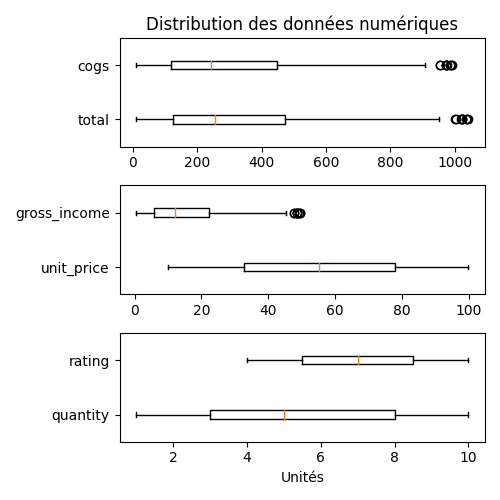 Distribution des données numériques
cogs
total
0 200 400 600 800 1000
gross_income
unit_price
0 20 40 60 80 100
rating
quantity
2 4 6 8 10
Unités